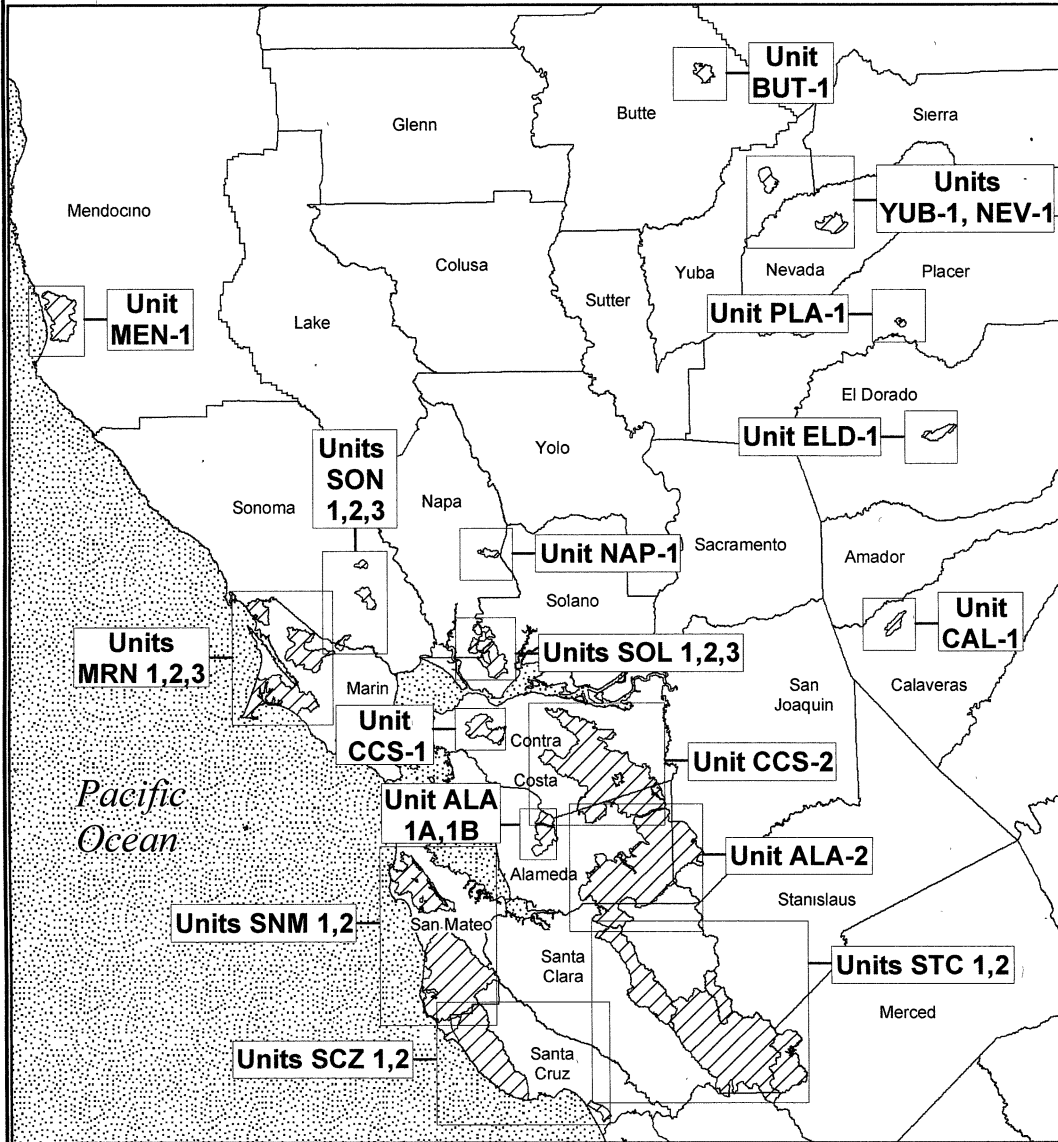 Unit
BUT-1
Butte
Sierra
Glenn
Units
YUB-1, NEV-1
Mendocino
Colusa
Yuba
Nevada
Placer
Sutter
Unit
MEN-1
Lake
Unit PLA-1
El Dorado
Unit ELD-1
Units
SON
1,2,3
Yolo
Napa
Sonoma
Sacramento
Unit NAP-1
Amador
Solano
Unit
CAL-1
Units
MRN 1,2,3
Units SOL 1,2,3
Marin
San
Joaquin
Calaveras
Unit
CCS-1
Contra
Costa
Unit CCS-2
Pacific
Ocean
Unit ALA
1A,1B
Unit ALA-2
Alameda
Stanislaus
Units SNM 1,2
San Mateo
Santa
Clara
Units STC 1,2
Merced
Units SCZ 1,2
Santa
Cruz